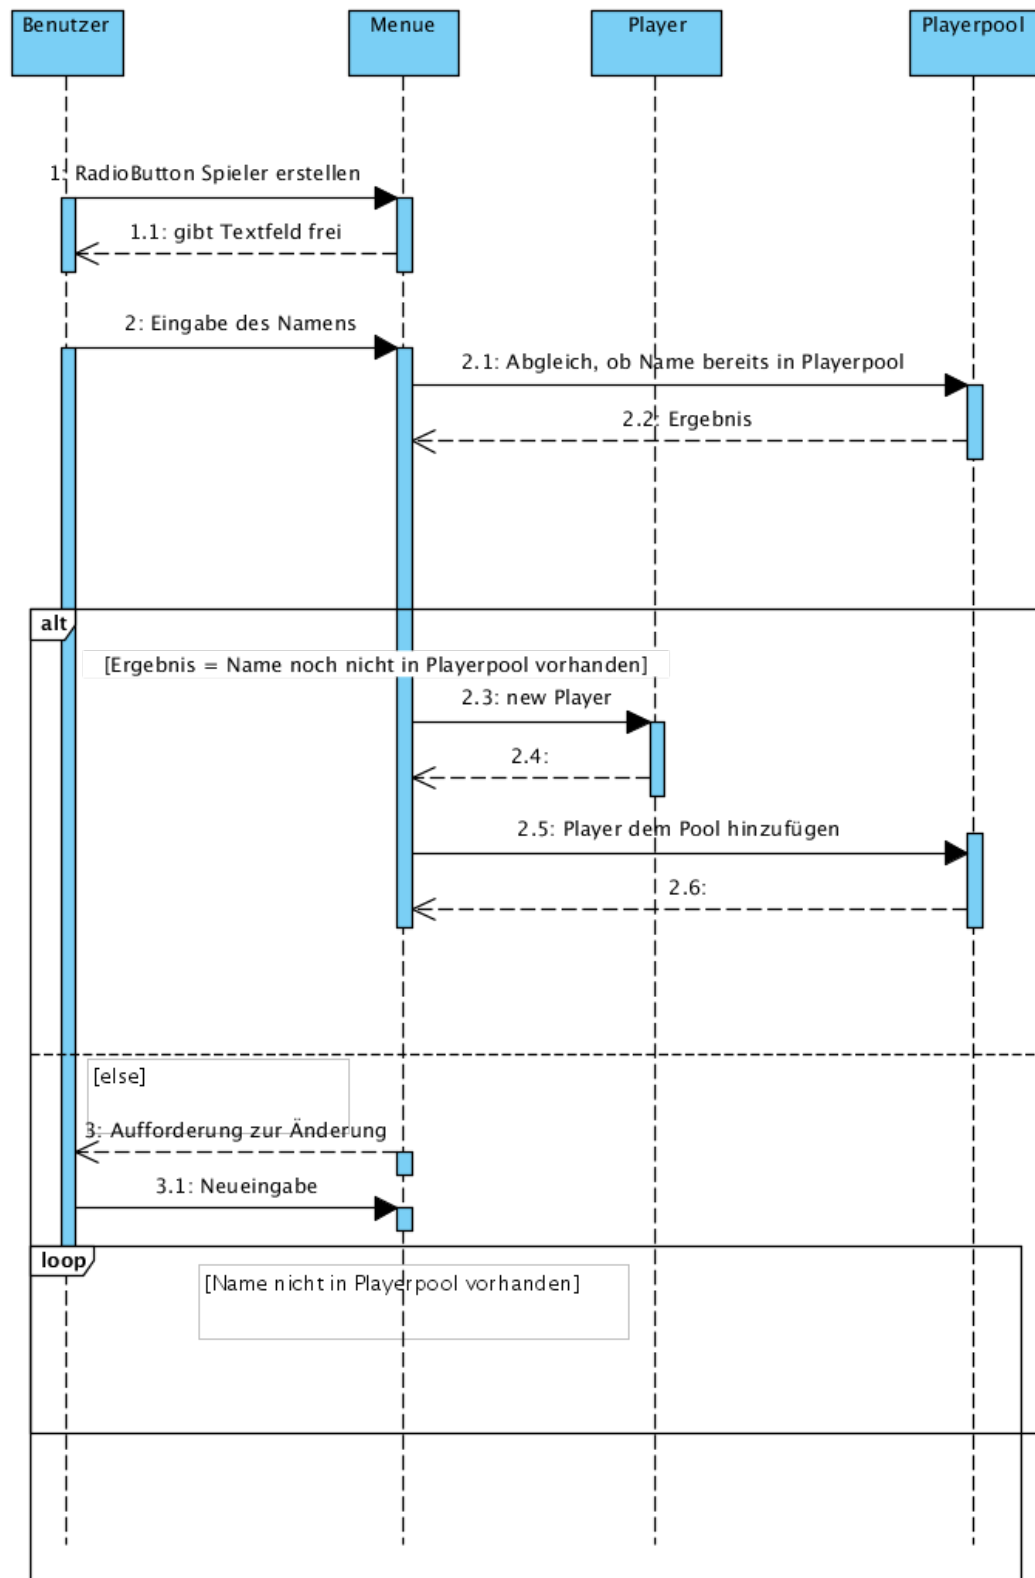 Benutzer
Menue
Player
Playerpool
1: RadioButton Spieler erstellen
1.1: gibt Textfeld frei
2: Eingabe des Namens
2.1: Abgleich, ob Name bereits in Playerpool
2.2: Ergebnis
alt
[Ergebnis = Name noch nicht in Playerpool vorhanden]
2.3: new Player
2.4:
2.5: Player dem Pool hinzufügen
2.6:
[else]
3: Aufforderung zur Änderung
3.1: Neueingabe
loop
[Name nicht in Playerpool vorhanden]